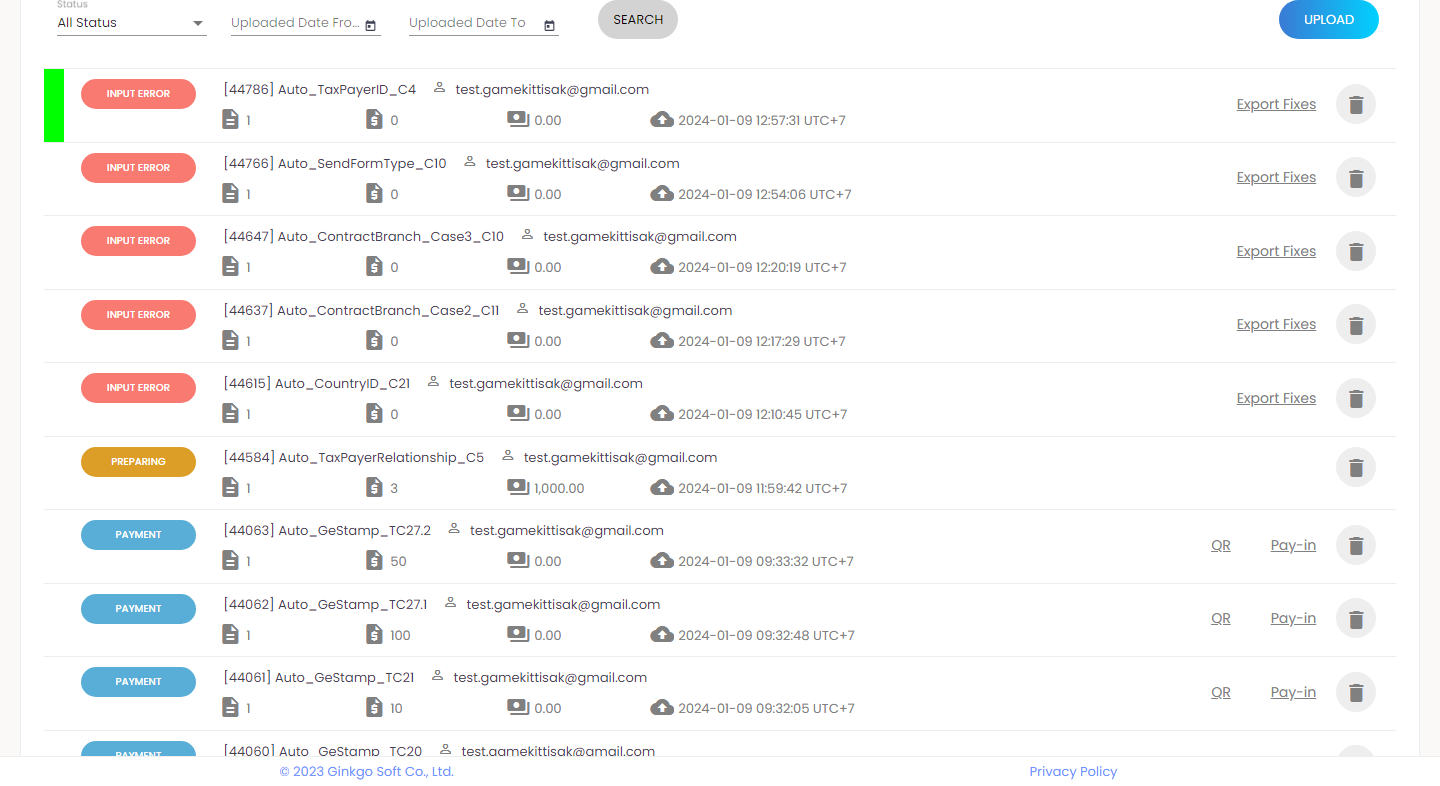 Status
All Status
Uploaded Date Fro...
Uploaded Date To
SEARCH
UPLOAD
INPUT ERROR
[44786] Auto_TaxPayerID_C4 test.gamekittisak@gmail.com
1 0 0.00 2024-01-09 12:57:31 UTC+7
Export Fixes
INPUT ERROR
[44766] Auto_SendFormType_C10 test.gamekittisak@gmail.com
1 0 0.00 2024-01-09 12:54:06 UTC+7
Export Fixes
INPUT ERROR
[44647] Auto_ContractBranch_Case3_C10 test.gamekittisak@gmail.com
1 0 0.00 2024-01-09 12:20:19 UTC+7
Export Fixes
INPUT ERROR
[44637] Auto_ContractBranch_Case2_C11 test.gamekittisak@gmail.com
1 0 0.00 2024-01-09 12:17:29 UTC+7
Export Fixes
INPUT ERROR
[44615] Auto_CountryID_C21 test.gamekittisak@gmail.com
1 0 0.00 2024-01-09 12:10:45 UTC+7
Export Fixes
PREPARING
[44584] Auto_TaxPayerRelationship_C5 test.gamekittisak@gmail.com
1 3 1,000.00 2024-01-09 11:59:42 UTC+7
PAYMENT
[44063] Auto_GeStamp_TC27.2 test.gamekittisak@gmail.com
1 50 0.00 2024-01-09 09:33:32 UTC+7
QR Pay-in
PAYMENT
[44062] Auto_GeStamp_TC27.1 test.gamekittisak@gmail.com
1 100 0.00 2024-01-09 09:32:48 UTC+7
QR Pay-in
PAYMENT
[44061] Auto_GeStamp_TC21 test.gamekittisak@gmail.com
1 10 0.00 2024-01-09 09:32:05 UTC+7
QR Pay-in
PAYMENT
[44060] Auto_GeStamp_TC20 test.gamekittisak@gmail.com
© 2023 Ginkgo Soft Co., Ltd.
Privacy Policy